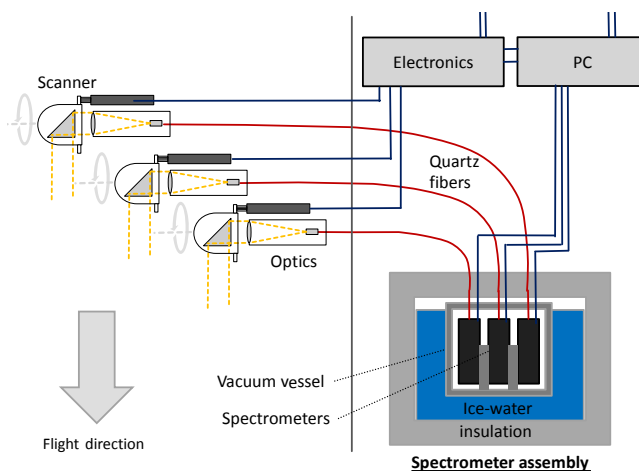 Electronics
PC
Scanner
Quartz
fibers
Optics
Vacuum vessel
Spectrometers
Ice-water
insulation
Flight direction
Spectrometer assembly